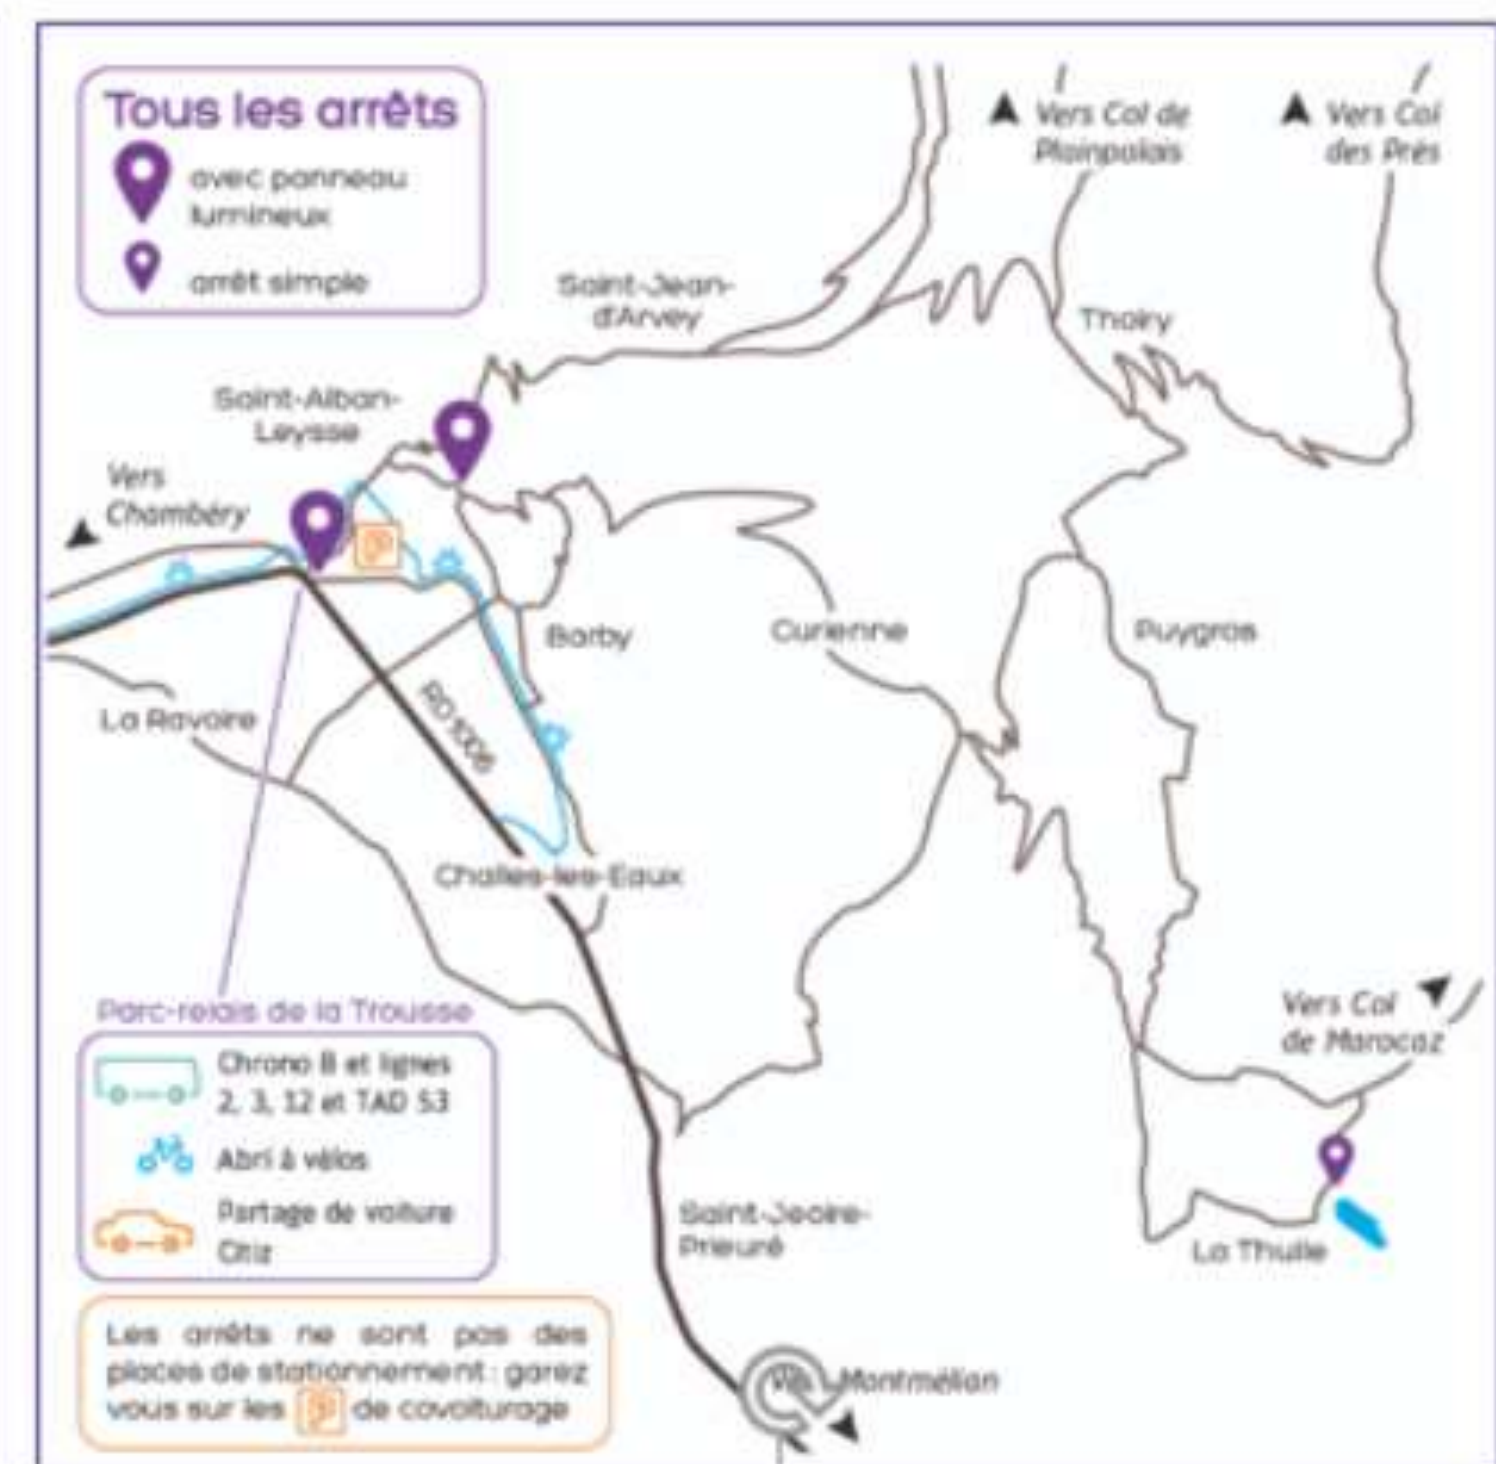 Tous les arrêts
avec panneau
lumineux
arrêt simple
Vers Col de
Plainpalais
Vers Col
des Prés
Saint-Jean-
d'Arvey
Thoiry
Saint-Alban-
Leysse
Vers
Chambéry
Barby
Curienne
Puygros
La Ravoire
RD 1006
Challes-les-Eaux
Parc-relais de la Trousse
Chrono B et lignes
2, 3, 12 et TAD 53
Abri à vélos
Partage de voiture
Citiz
Vers Col
de Marocaz
Saint-Jeoire-
Prieuré
La Thuile
Les arrêts ne sont pas des
places de stationnement : garez
vous sur les P de covoiturage
Montmélian